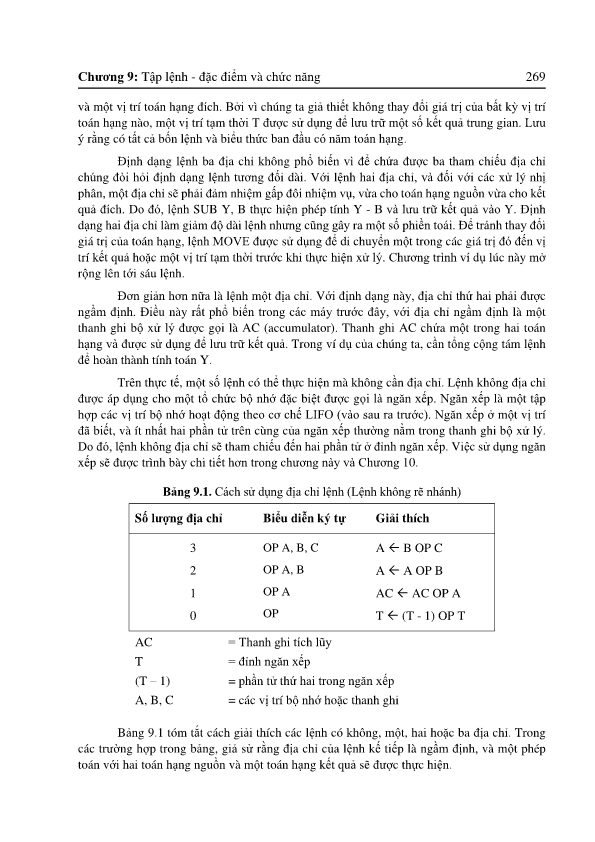 Chương 9: Tập lệnh - đặc điểm và chức năng 269
và một vị trí toán hạng đích. Bởi vì chúng ta giả thiết không thay đổi giá trị của bất kỳ vị trí
toán hạng nào, một vị trí tạm thời T được sử dụng để lưu trữ một số kết quả trung gian. Lưu
ý rằng có tất cả bốn lệnh và biểu thức ban đầu có năm toán hạng.
Định dạng lệnh ba địa chỉ không phổ biến vì để chứa được ba tham chiếu địa chỉ
chúng đòi hỏi định dạng lệnh tương đối dài. Với lệnh hai địa chỉ, và đối với các xử lý nhị
phân, một địa chỉ sẽ phải đảm nhiệm gấp đôi nhiệm vụ, vừa cho toán hạng nguồn vừa cho kết
quả đích. Do đó, lệnh SUB Y, B thực hiện phép tính Y - B và lưu trữ kết quả vào Y. Định
dạng hai địa chỉ làm giảm độ dài lệnh nhưng cũng gây ra một số phiền toái. Để tránh thay đổi
giá trị của toán hạng, lệnh MOVE được sử dụng để di chuyển một trong các giá trị đó đến vị
trí kết quả hoặc một vị trí tạm thời trước khi thực hiện xử lý. Chương trình ví dụ lúc này mở
rộng lên tới sáu lệnh.
Đơn giản hơn nữa là lệnh một địa chỉ. Với định dạng này, địa chỉ thứ hai phải được
ngầm định. Điều này rất phổ biến trong các máy trước đây, với địa chỉ ngầm định là một
thanh ghi bộ xử lý được gọi là AC (accumulator). Thanh ghi AC chứa một trong hai toán
hạng và được sử dụng để lưu trữ kết quả. Trong ví dụ của chúng ta, cần tổng cộng tám lệnh
để hoàn thành tính toán Y.
Trên thực tế, một số lệnh có thể thực hiện mà không cần địa chỉ. Lệnh không địa chỉ
được áp dụng cho một tổ chức bộ nhớ đặc biệt được gọi là ngăn xếp. Ngăn xếp là một tập
hợp các vị trí bộ nhớ hoạt động theo cơ chế LIFO (vào sau ra trước). Ngăn xếp ở một vị trí
đã biết, và ít nhất hai phần tử trên cùng của ngăn xếp thường nằm trong thanh ghi bộ xử lý.
Do đó, lệnh không địa chỉ sẽ tham chiếu đến hai phần tử ở đỉnh ngăn xếp. Việc sử dụng ngăn
xếp sẽ được trình bày chi tiết hơn trong chương này và Chương 10.
Bảng 9.1. Cách sử dụng địa chỉ lệnh (Lệnh không rẽ nhánh)
Số lượng địa chỉ Biểu diễn ký tự Giải thích
3 OP A, B, C A ← B OP C
2 OP A, B A ← A OP B
1 OP A AC ← AC OP A
0 OP T ← (T - 1) OP T
AC = Thanh ghi tích lũy
T = đỉnh ngăn xếp
(T – 1) = phần tử thứ hai trong ngăn xếp
A, B, C = các vị trí bộ nhớ hoặc thanh ghi
Bảng 9.1 tóm tắt cách giải thích các lệnh có không, một, hai hoặc ba địa chỉ. Trong
các trường hợp trong bảng, giả sử rằng địa chỉ của lệnh kế tiếp là ngầm định, và một phép
toán với hai toán hạng nguồn và một toán hạng kết quả sẽ được thực hiện.